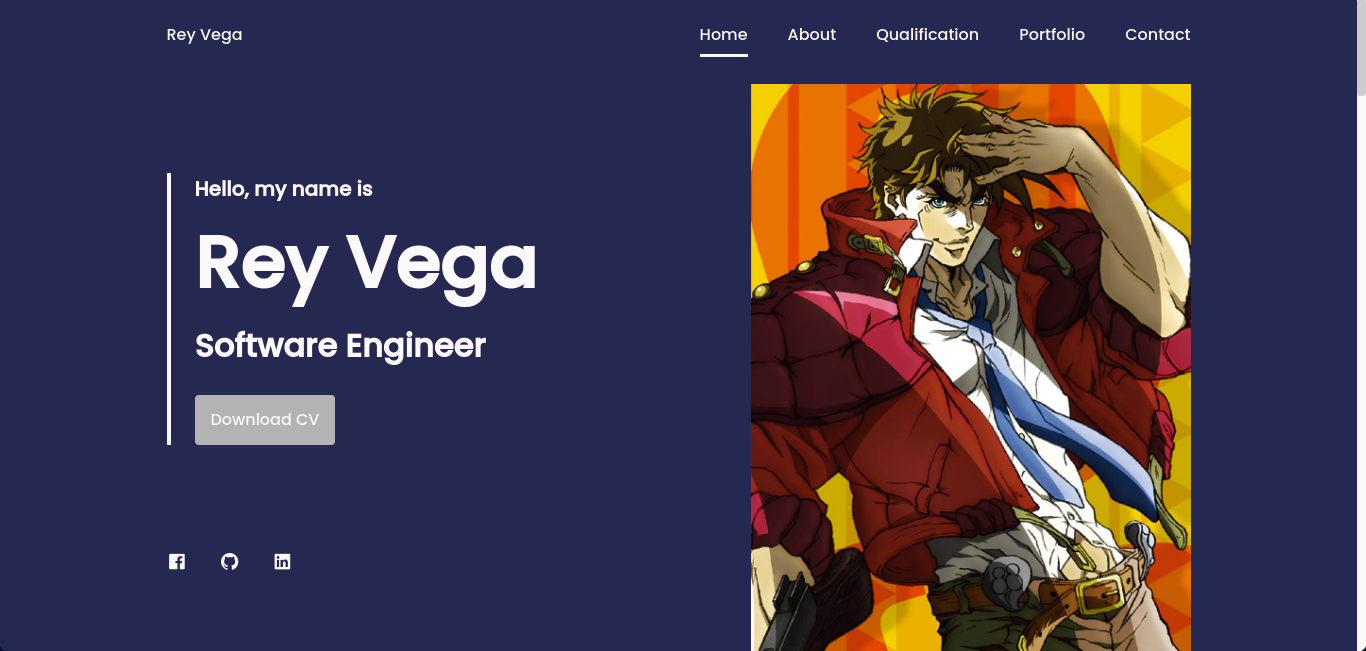 Rey Vega
Home About Qualification Portfolio Contact
Hello, my name is
Rey Vega
Software Engineer
Download CV